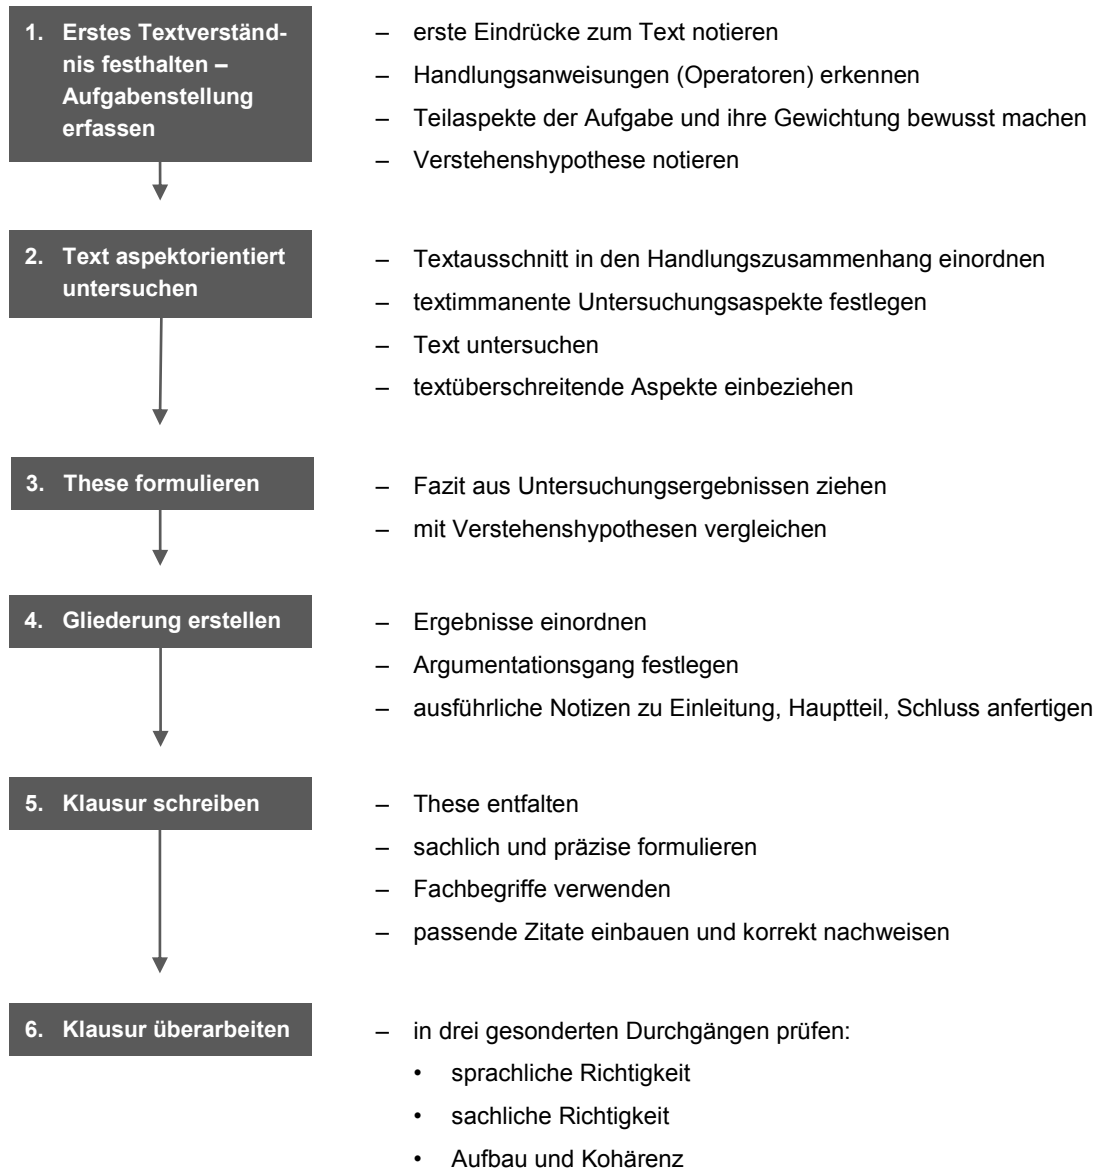 1. Erstes Textverständ-
nis festhalten –
Aufgabenstellung
erfassen
– erste Eindrücke zum Text notieren
– Handlungsanweisungen (Operatoren) erkennen
– Teilaspekte der Aufgabe und ihre Gewichtung bewusst machen
– Verstehenshypothese notieren
2. Text aspektorientiert
untersuchen
– Textausschnitt in den Handlungszusammenhang einordnen
– textimmanente Untersuchungsaspekte festlegen
– Text untersuchen
– textüberschreitende Aspekte einbeziehen
3. These formulieren
– Fazit aus Untersuchungsergebnissen ziehen
– mit Verstehenshypothesen vergleichen
4. Gliederung erstellen
– Ergebnisse einordnen
– Argumentationsgang festlegen
– ausführliche Notizen zu Einleitung, Hauptteil, Schluss anfertigen
5. Klausur schreiben
– These entfalten
– sachlich und präzise formulieren
– Fachbegriffe verwenden
– passende Zitate einbauen und korrekt nachweisen
6. Klausur überarbeiten
– in drei gesonderten Durchgängen prüfen:
• sprachliche Richtigkeit
• sachliche Richtigkeit
• Aufbau und Kohärenz